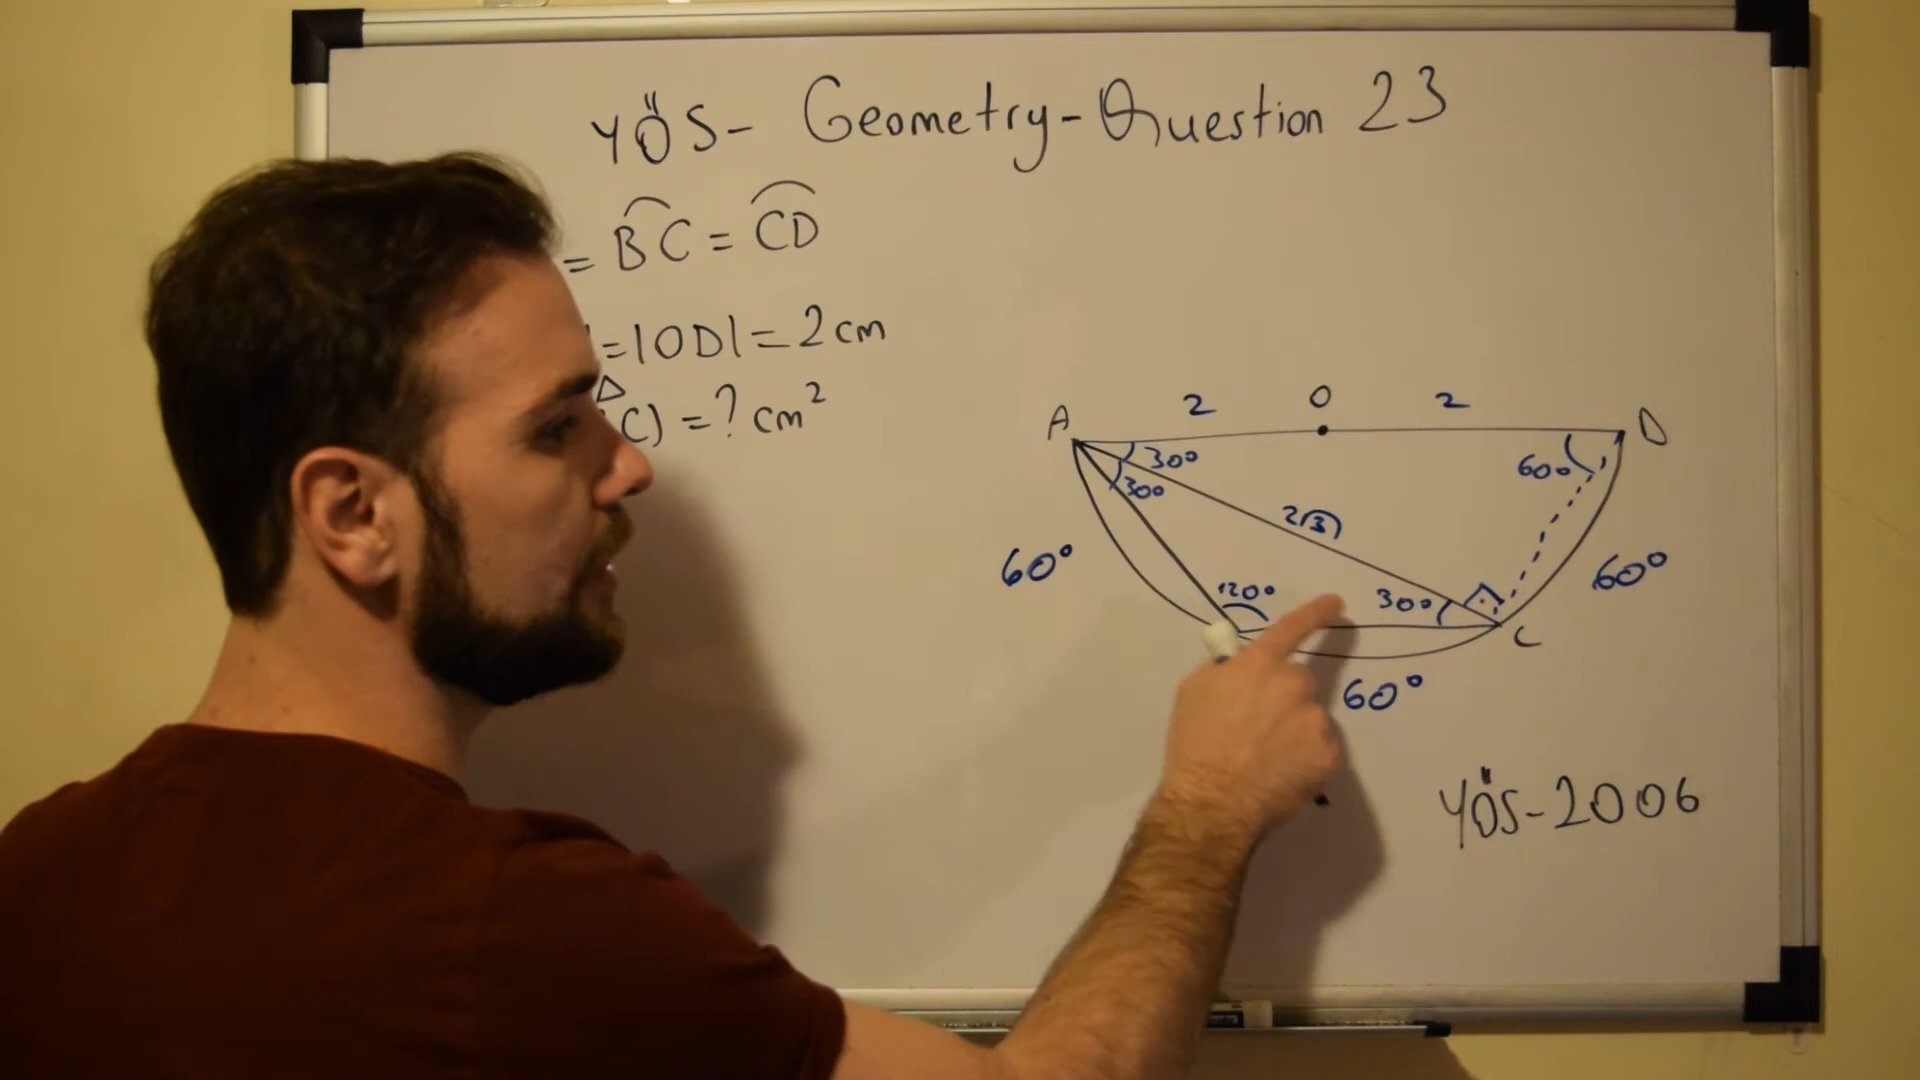 YÖS- Geometry-Question 23
= BC = CD
=|OD|= 2cm
C) = ? cm²
A 2 O 2 D
30° 60°
30°
2√3
60° 60°
120° 30°
C
60°
YÖS-2006